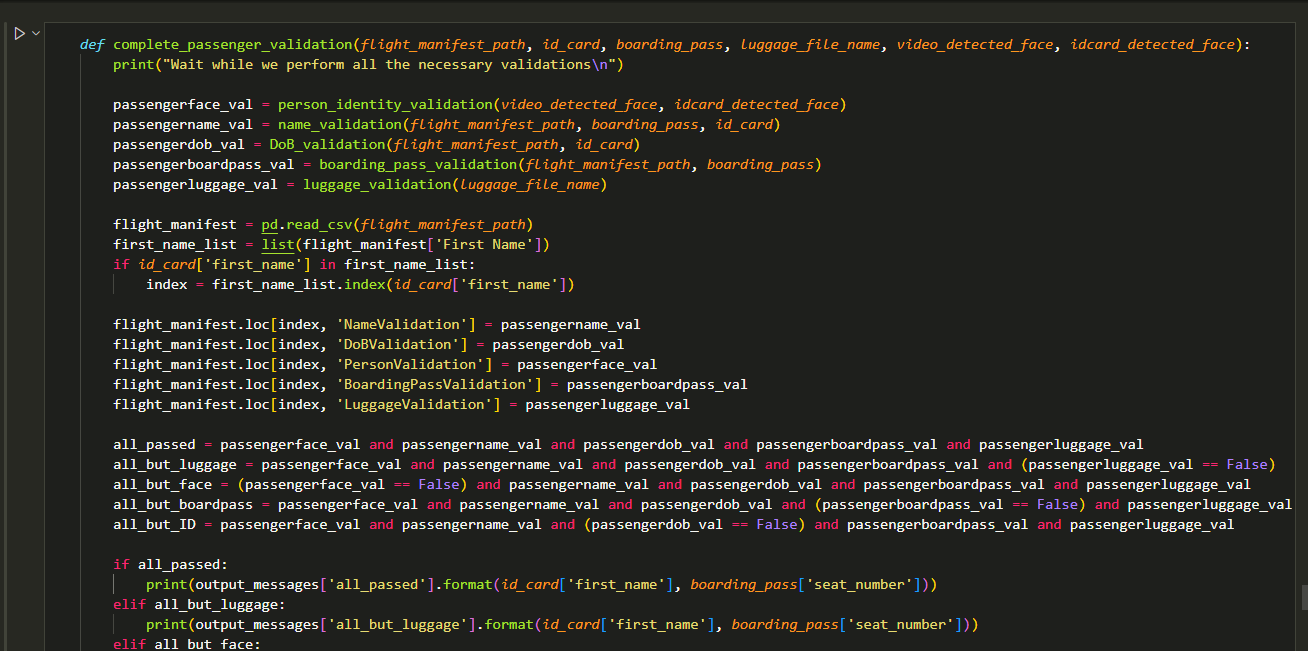 def complete_passenger_validation(flight_manifest_path, id_card, boarding_pass, luggage_file_name, video_detected_face, idcard_detected_face):
    print("Wait while we perform all the necessary validations\n")

    passengerface_val = person_identity_validation(video_detected_face, idcard_detected_face)
    passengername_val = name_validation(flight_manifest_path, boarding_pass, id_card)
    passengerdob_val = DoB_validation(flight_manifest_path, id_card)
    passengerboardpass_val = boarding_pass_validation(flight_manifest_path, boarding_pass)
    passengerluggage_val = luggage_validation(luggage_file_name)

    flight_manifest = pd.read_csv(flight_manifest_path)
    first_name_list = list(flight_manifest['First Name'])
    if id_card['first_name'] in first_name_list:
        index = first_name_list.index(id_card['first_name'])

    flight_manifest.loc[index, 'NameValidation'] = passengername_val
    flight_manifest.loc[index, 'DoBValidation'] = passengerdob_val
    flight_manifest.loc[index, 'PersonValidation'] = passengerface_val
    flight_manifest.loc[index, 'BoardingPassValidation'] = passengerboardpass_val
    flight_manifest.loc[index, 'LuggageValidation'] = passengerluggage_val

    all_passed = passengerface_val and passengername_val and passengerdob_val and passengerboardpass_val and passengerluggage_val
    all_but_luggage = passengerface_val and passengername_val and passengerdob_val and passengerboardpass_val and (passengerluggage_val == False)
    all_but_face = (passengerface_val == False) and passengername_val and passengerdob_val and passengerboardpass_val and passengerluggage_val
    all_but_boardpass = passengerface_val and passengername_val and passengerdob_val and (passengerboardpass_val == False) and passengerluggage_val
    all_but_ID = passengerface_val and passengername_val and (passengerdob_val == False) and passengerboardpass_val and passengerluggage_val

    if all_passed:
        print(output_messages['all_passed'].format(id_card['first_name'], boarding_pass['seat_number']))
    elif all_but_luggage:
        print(output_messages['all_but_luggage'].format(id_card['first_name'], boarding_pass['seat_number']))
    elif all_but_face: